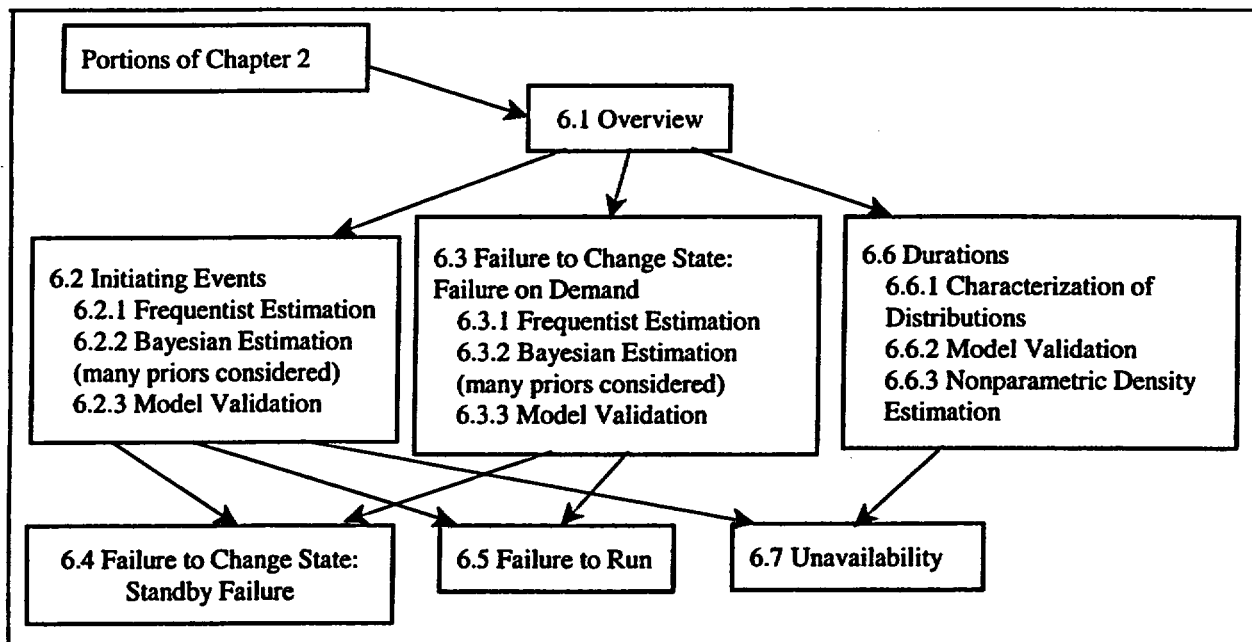 Portions of Chapter 2
6.1 Overview
6.2 Initiating Events
6.2.1 Frequentist Estimation
6.2.2 Bayesian Estimation
(many priors considered)
6.2.3 Model Validation
6.3 Failure to Change State:
Failure on Demand
6.3.1 Frequentist Estimation
6.3.2 Bayesian Estimation
(many priors considered)
6.3.3 Model Validation
6.6 Durations
6.6.1 Characterization of
Distributions
6.6.2 Model Validation
6.6.3 Nonparametric Density
Estimation
6.4 Failure to Change State:
Standby Failure
6.5 Failure to Run
6.7 Unavailability